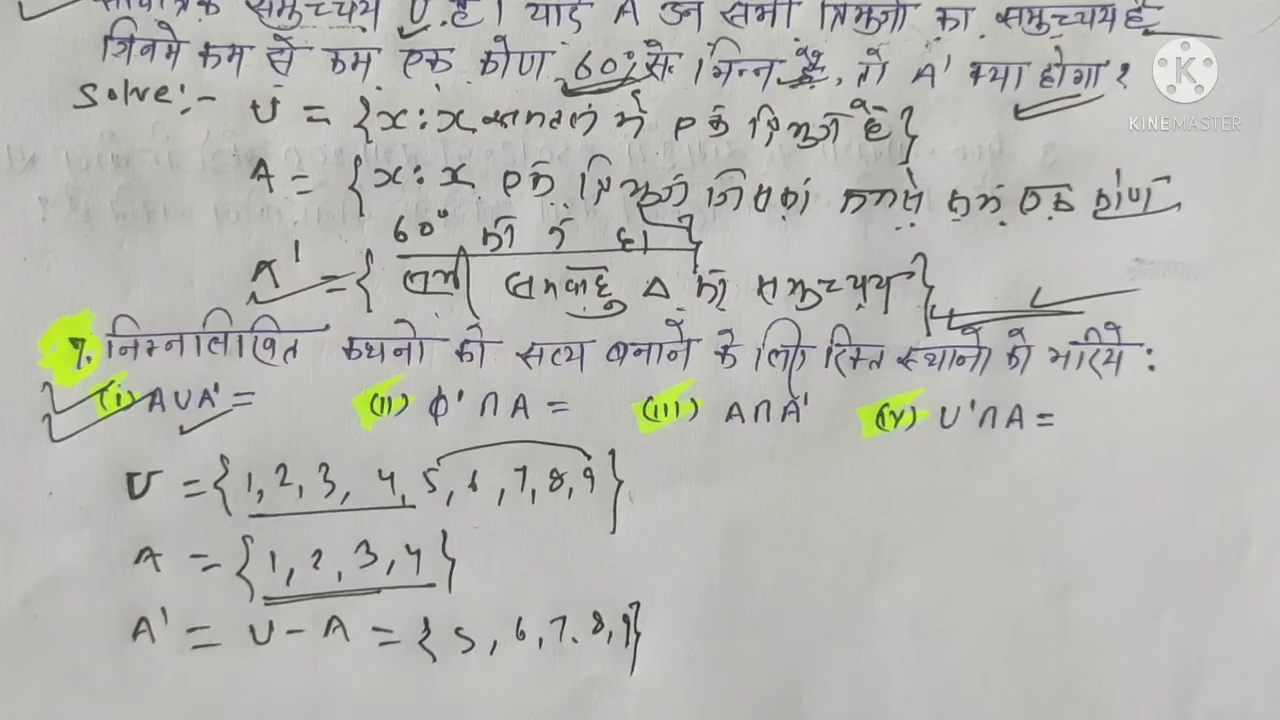 सार्वत्रिक समुच्चय U है। यदि A उन सभी त्रिभुजों का समुच्चय है
जिनमें कम से कम एक कोण 60° से भिन्न है, तो A' क्या होगा?
Solve:-
U = {x : x समतल में एक त्रिभुज है}
A = {x : x एक त्रिभुज जिसका कम से कम एक कोण
60° का न हो}
A' = {सभी समबाहु Δ का समुच्चय}
7. निम्नलिखित कथनो को सत्य बनाने के लिए रिक्त स्थानो को भरिये :
(i) A∪A' = (ii) ϕ'∩A = (iii) A∩A' (iv) U'∩A =
U = {1, 2, 3, 4, 5, 6, 7, 8, 9}
A = {1, 2, 3, 4}
A' = U - A = {5, 6, 7. 8, 9}
KINEMASTER